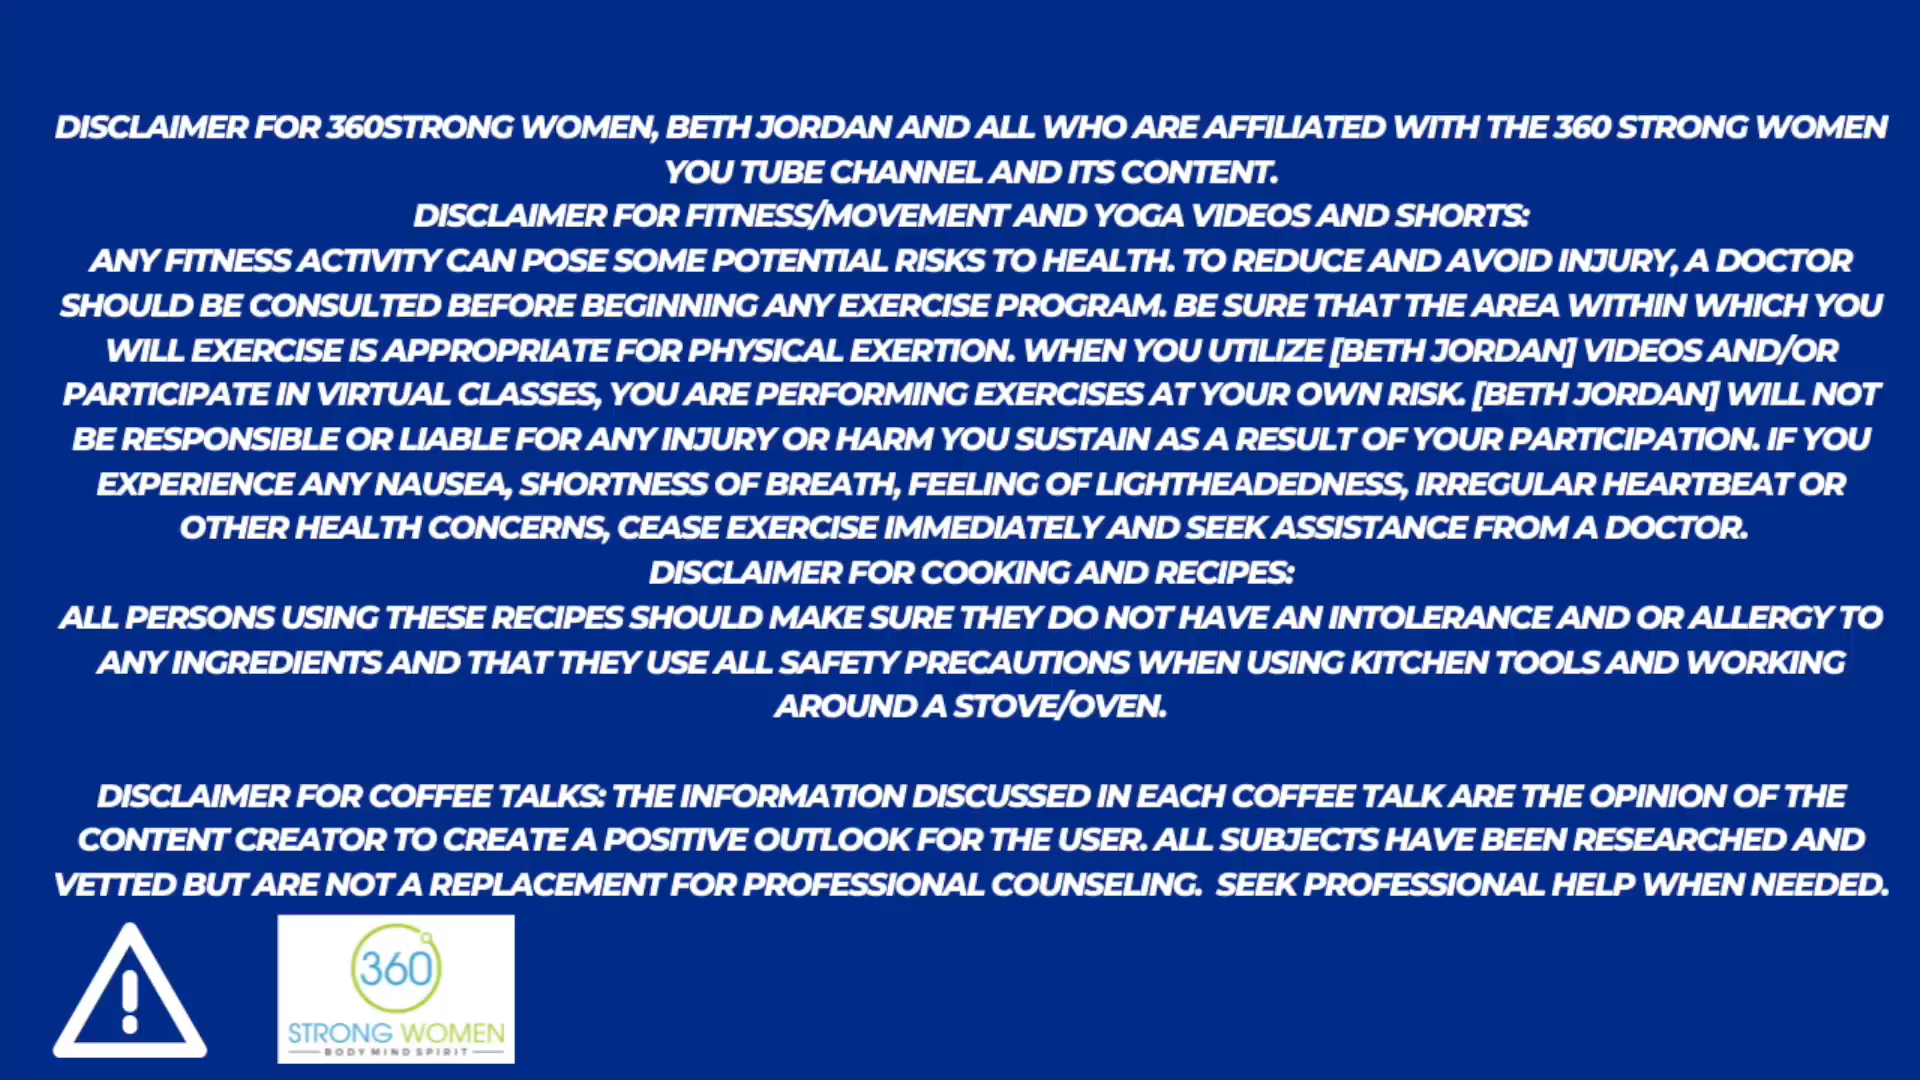 DISCLAIMER FOR 360STRONG WOMEN, BETH JORDAN AND ALL WHO ARE AFFILIATED WITH THE 360 STRONG WOMEN
YOU TUBE CHANNEL AND ITS CONTENT.
DISCLAIMER FOR FITNESS/MOVEMENT AND YOGA VIDEOS AND SHORTS:
ANY FITNESS ACTIVITY CAN POSE SOME POTENTIAL RISKS TO HEALTH. TO REDUCE AND AVOID INJURY, A DOCTOR
SHOULD BE CONSULTED BEFORE BEGINNING ANY EXERCISE PROGRAM. BE SURE THAT THE AREA WITHIN WHICH YOU
WILL EXERCISE IS APPROPRIATE FOR PHYSICAL EXERTION. WHEN YOU UTILIZE [BETH JORDAN] VIDEOS AND/OR
PARTICIPATE IN VIRTUAL CLASSES, YOU ARE PERFORMING EXERCISES AT YOUR OWN RISK. [BETH JORDAN] WILL NOT
BE RESPONSIBLE OR LIABLE FOR ANY INJURY OR HARM YOU SUSTAIN AS A RESULT OF YOUR PARTICIPATION. IF YOU
EXPERIENCE ANY NAUSEA, SHORTNESS OF BREATH, FEELING OF LIGHTHEADEDNESS, IRREGULAR HEARTBEAT OR
OTHER HEALTH CONCERNS, CEASE EXERCISE IMMEDIATELY AND SEEK ASSISTANCE FROM A DOCTOR.
DISCLAIMER FOR COOKING AND RECIPES:
ALL PERSONS USING THESE RECIPES SHOULD MAKE SURE THEY DO NOT HAVE AN INTOLERANCE AND OR ALLERGY TO
ANY INGREDIENTS AND THAT THEY USE ALL SAFETY PRECAUTIONS WHEN USING KITCHEN TOOLS AND WORKING
AROUND A STOVE/OVEN.
DISCLAIMER FOR COFFEE TALKS: THE INFORMATION DISCUSSED IN EACH COFFEE TALK ARE THE OPINION OF THE
CONTENT CREATOR TO CREATE A POSITIVE OUTLOOK FOR THE USER. ALL SUBJECTS HAVE BEEN RESEARCHED AND
VETTED BUT ARE NOT A REPLACEMENT FOR PROFESSIONAL COUNSELING. SEEK PROFESSIONAL HELP WHEN NEEDED.
360
STRONG WOMEN
BODY MIND SPIRIT